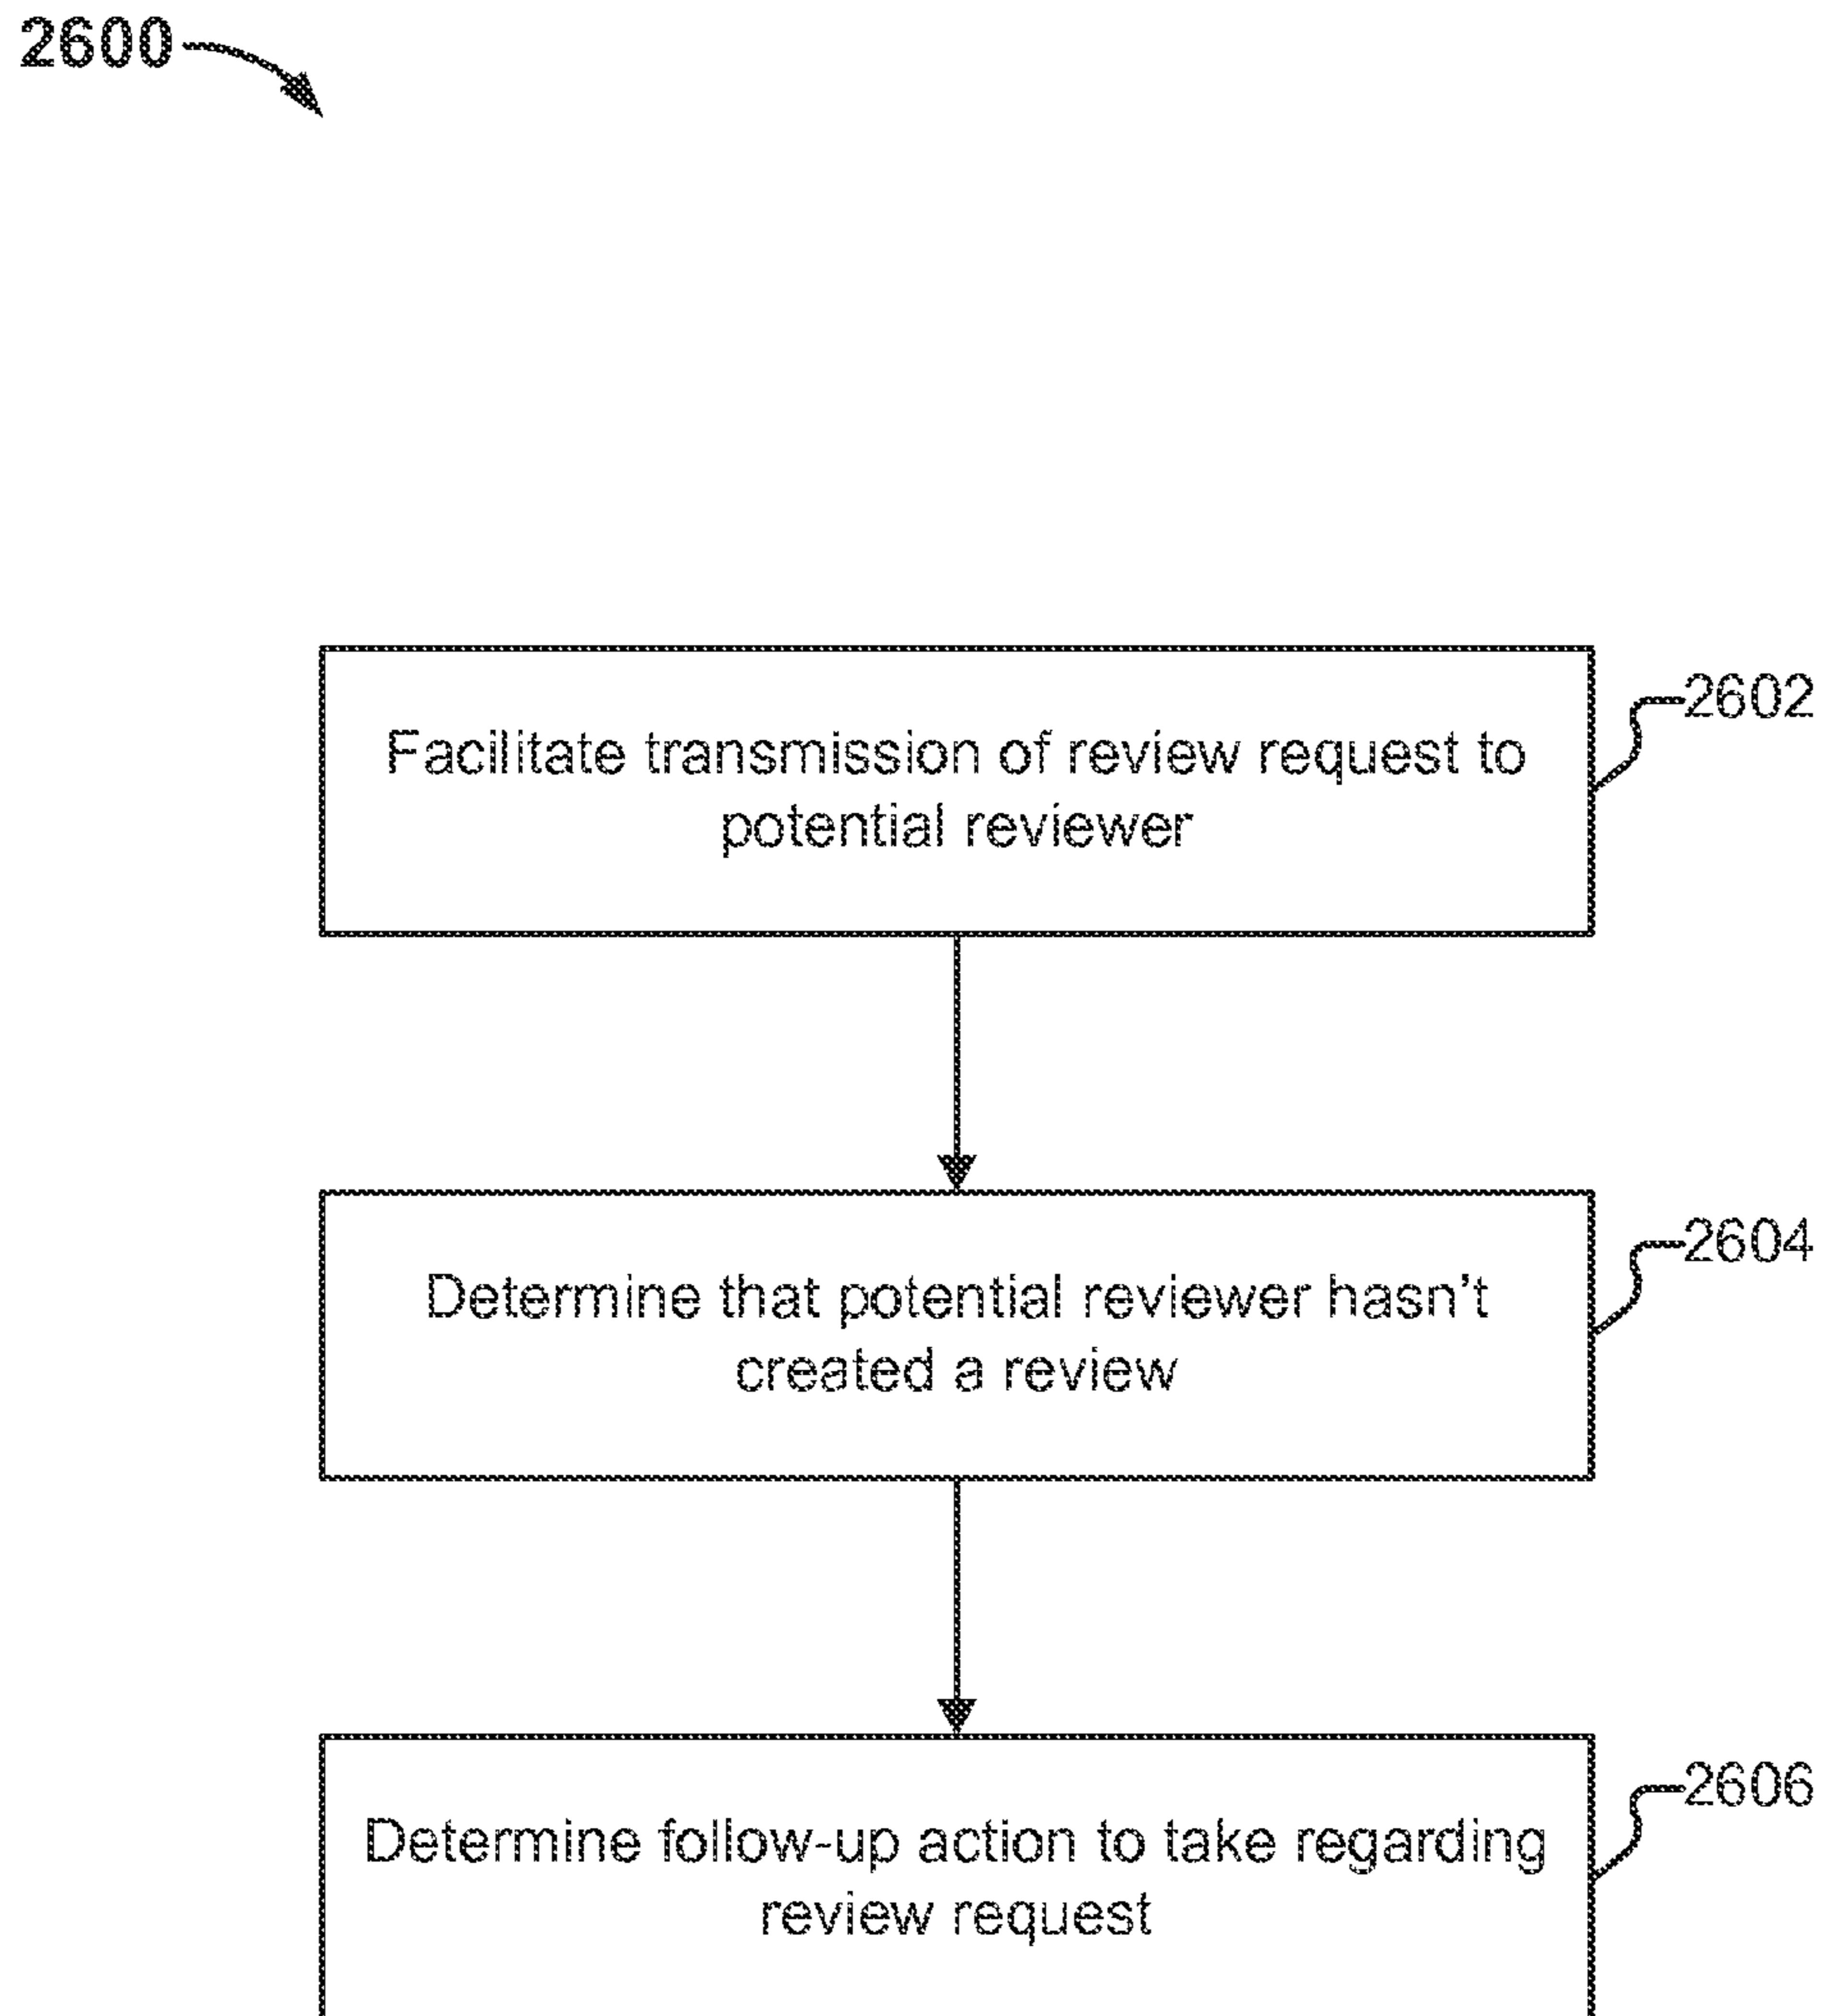 2600
Facilitate transmission of review request to
potential reviewer
2602
Determine that potential reviewer hasn't
created a review
2604
Determine follow-up action to take regarding
review request
2606